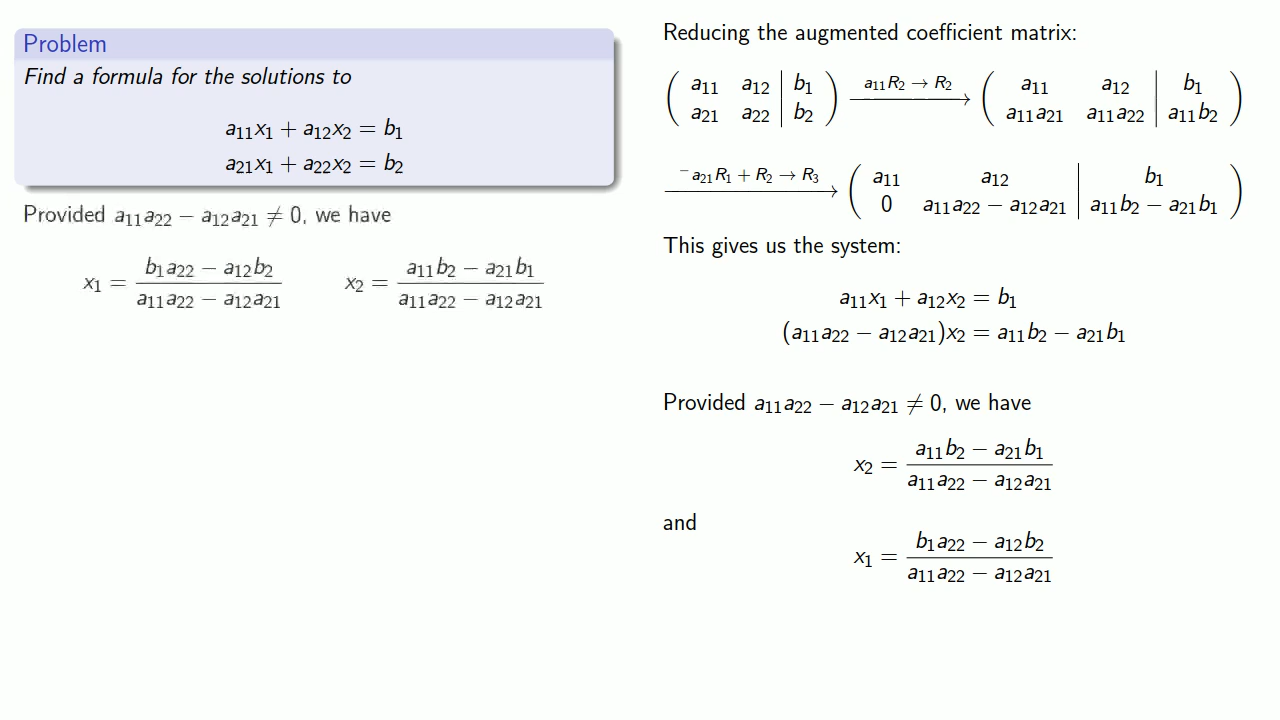 Problem
Find a formula for the solutions to
a₁₁x₁ + a₁₂x₂ = b₁
a₂₁x₁ + a₂₂x₂ = b₂
Provided a₁₁a₂₂ − a₁₂a₂₁ ≠ 0, we have
x₁ = (b₁a₂₂ − a₁₂b₂)/(a₁₁a₂₂ − a₁₂a₂₁) x₂ = (a₁₁b₂ − a₂₁b₁)/(a₁₁a₂₂ − a₁₂a₂₁)
Reducing the augmented coefficient matrix:
( a₁₁ a₁₂ | b₁ ; a₂₁ a₂₂ | b₂ ) a₁₁R₂ → R₂ ( a₁₁ a₁₂ | b₁ ; a₁₁a₂₁ a₁₁a₂₂ | a₁₁b₂ )
⁻a₂₁R₁ + R₂ → R₃ ( a₁₁ a₁₂ | b₁ ; 0 a₁₁a₂₂ − a₁₂a₂₁ | a₁₁b₂ − a₂₁b₁ )
This gives us the system:
a₁₁x₁ + a₁₂x₂ = b₁
(a₁₁a₂₂ − a₁₂a₂₁)x₂ = a₁₁b₂ − a₂₁b₁
Provided a₁₁a₂₂ − a₁₂a₂₁ ≠ 0, we have
x₂ = (a₁₁b₂ − a₂₁b₁)/(a₁₁a₂₂ − a₁₂a₂₁)
and
x₁ = (b₁a₂₂ − a₁₂b₂)/(a₁₁a₂₂ − a₁₂a₂₁)